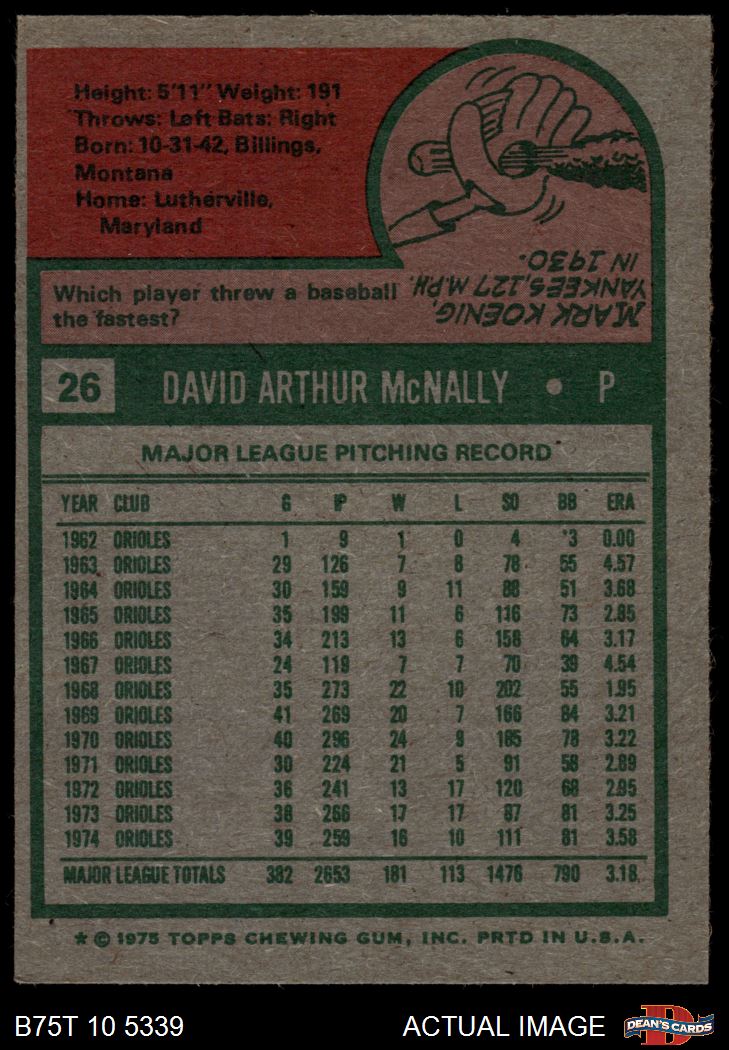 Height: 5'11" Weight: 191
Throws: Left Bats: Right
Born: 10-31-42, Billings,
Montana
Home: Lutherville,
Maryland
Which player threw a baseball
the fastest?
MARK KOENIG,
YANKEES, 127 M.P.H.
IN 1930.
26 DAVID ARTHUR McNALLY • P
MAJOR LEAGUE PITCHING RECORD
YEAR CLUB G IP W L SO BB ERA
1962 ORIOLES 1 9 1 0 4 3 0.00
1963 ORIOLES 29 126 7 8 78 55 4.57
1964 ORIOLES 30 159 9 11 88 51 3.68
1965 ORIOLES 35 199 11 6 116 73 2.85
1966 ORIOLES 34 213 13 6 158 64 3.17
1967 ORIOLES 24 119 7 7 70 39 4.54
1968 ORIOLES 35 273 22 10 202 55 1.95
1969 ORIOLES 41 269 20 7 166 84 3.21
1970 ORIOLES 40 296 24 9 185 78 3.22
1971 ORIOLES 30 224 21 5 91 58 2.89
1972 ORIOLES 36 241 13 17 120 68 2.95
1973 ORIOLES 38 266 17 17 87 81 3.25
1974 ORIOLES 39 259 16 10 111 81 3.58
MAJOR LEAGUE TOTALS 382 2653 181 113 1476 790 3.18
* © 1975 TOPPS CHEWING GUM, INC. PRTD IN U.S.A.
B75T 10 5339 ACTUAL IMAGE DEAN'S CARDS